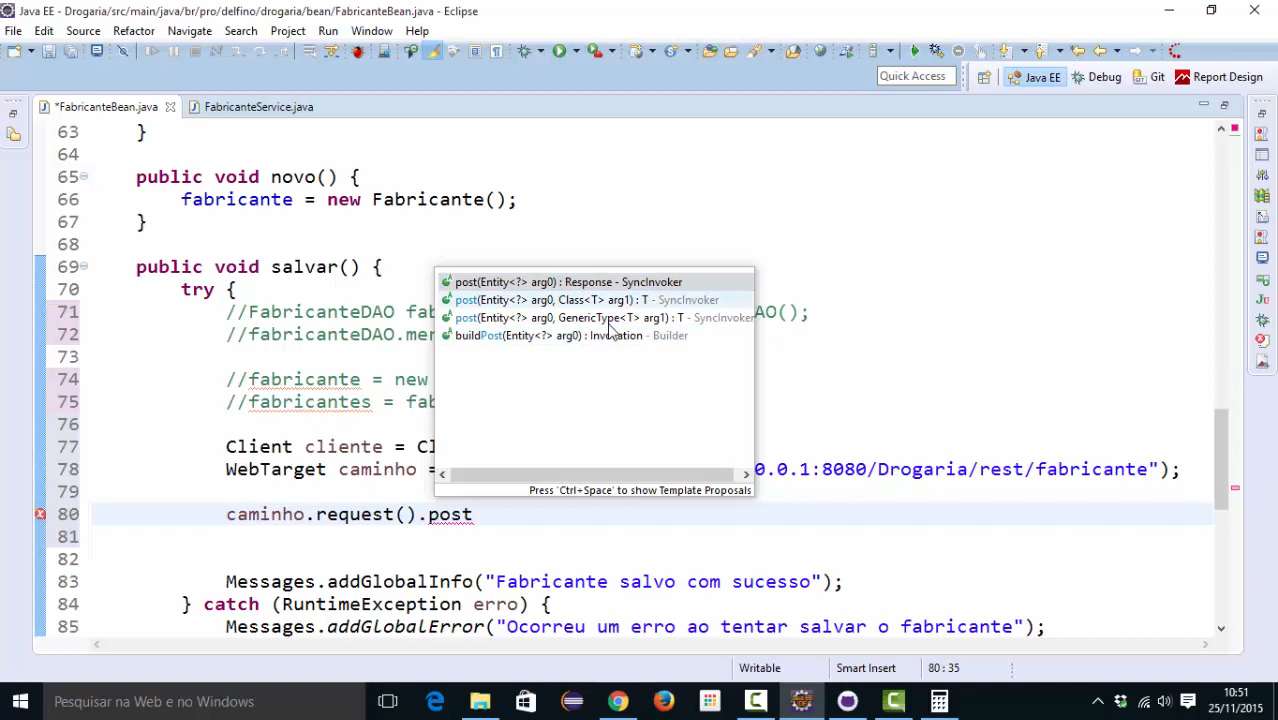 Java EE - Drogaria/src/main/java/br/pro/delfino/drogaria/bean/FabricanteBean.java - Eclipse
File Edit Source Refactor Navigate Search Project Run Window Help
Quick Access Java EE Debug Git Report Design
*FabricanteBean.java FabricanteService.java
63 }
64
65 public void novo() {
66 fabricante = new Fabricante();
67 }
68
69 public void salvar() {
70 try {
71 //FabricanteDAO fab AO();
72 //fabricanteDAO.mer
73
74 //fabricante = new
75 //fabricantes = fab
76
77 Client cliente = Cl
78 WebTarget caminho = 0.0.1:8080/Drogaria/rest/fabricante");
79
80 caminho.request().post
81
82
83 Messages.addGlobalInfo("Fabricante salvo com sucesso");
84 } catch (RuntimeException erro) {
85 Messages.addGlobalError("Ocorreu um erro ao tentar salvar o fabricante");
post(Entity<?> arg0) : Response - SyncInvoker
post(Entity<?> arg0, Class<T> arg1) : T - SyncInvoker
post(Entity<?> arg0, GenericType<T> arg1) : T - SyncInvoker
buildPost(Entity<?> arg0) : Invocation - Builder
Press 'Ctrl+Space' to show Template Proposals
Writable Smart Insert 80 : 35
Pesquisar na Web e no Windows
10:51
25/11/2015